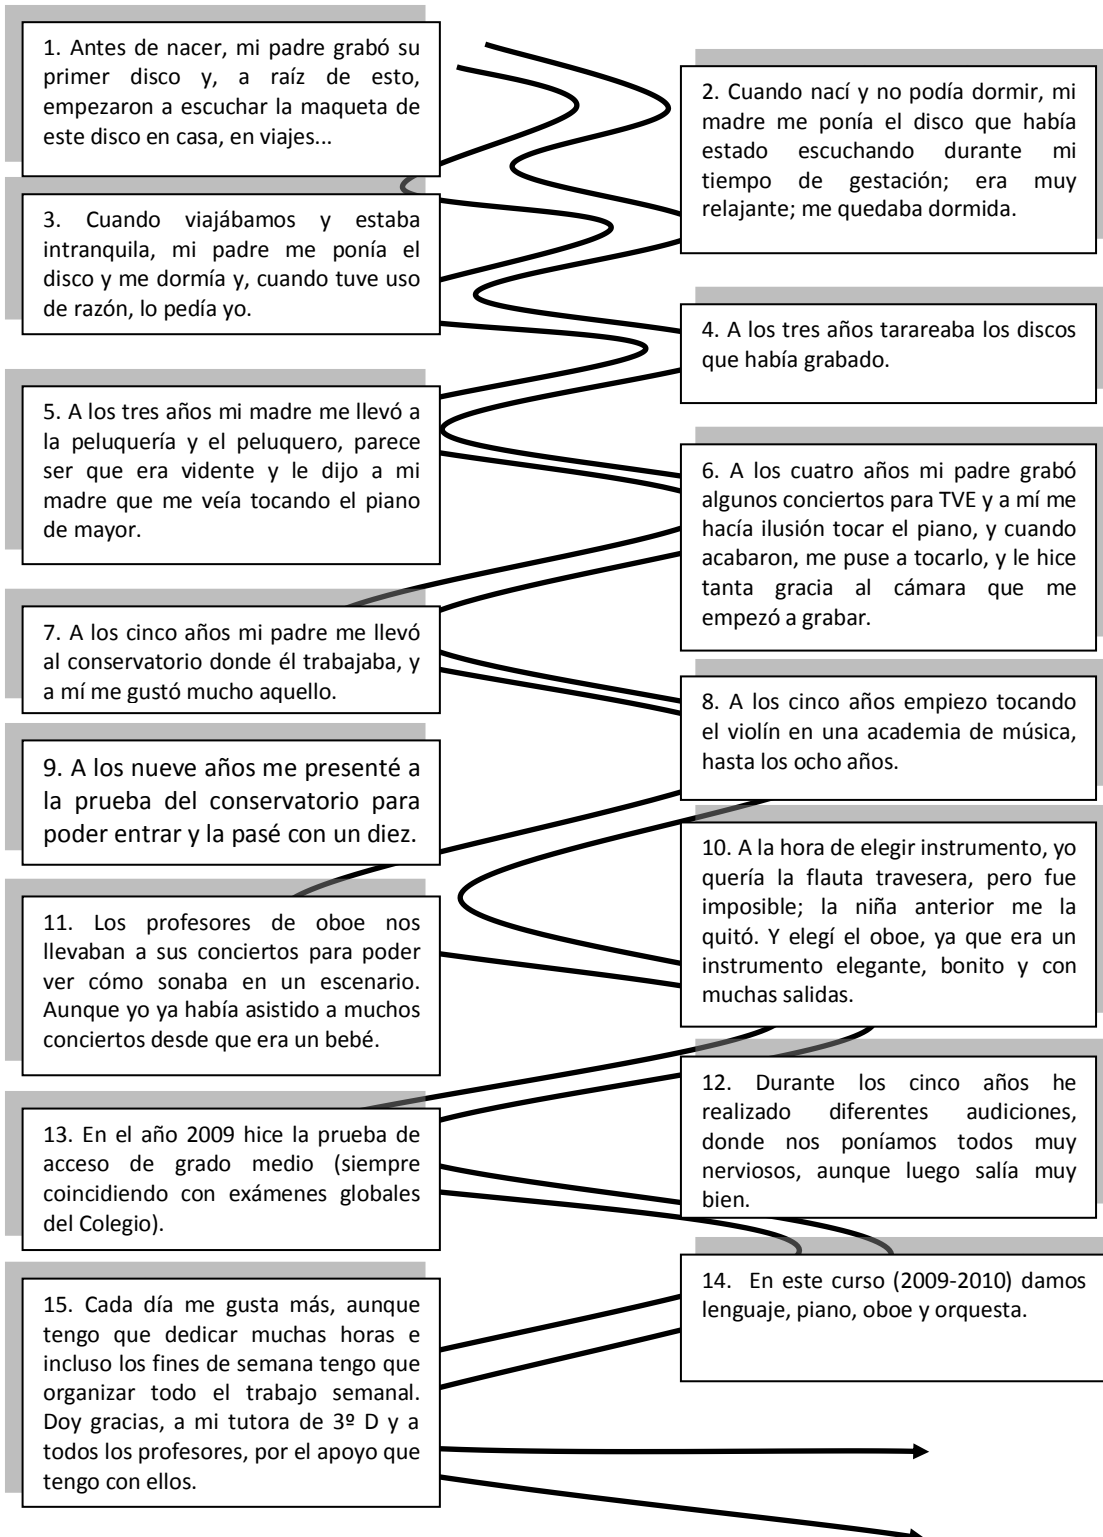 1. Antes de nacer, mi padre grabó su
primer disco y, a raíz de esto,
empezaron a escuchar la maqueta de
este disco en casa, en viajes...
2. Cuando nací y no podía dormir, mi
madre me ponía el disco que había
estado escuchando durante mi
tiempo de gestación; era muy
relajante; me quedaba dormida.
3. Cuando viajábamos y estaba
intranquila, mi padre me ponía el
disco y me dormía y, cuando tuve uso
de razón, lo pedía yo.
4. A los tres años tarareaba los discos
que había grabado.
5. A los tres años mi madre me llevó a
la peluquería y el peluquero, parece
ser que era vidente y le dijo a mi
madre que me veía tocando el piano
de mayor.
6. A los cuatro años mi padre grabó
algunos conciertos para TVE y a mí me
hacía ilusión tocar el piano, y cuando
acabaron, me puse a tocarlo, y le hice
tanta gracia al cámara que me
empezó a grabar.
7. A los cinco años mi padre me llevó
al conservatorio donde él trabajaba, y
a mí me gustó mucho aquello.
8. A los cinco años empiezo tocando
el violín en una academia de música,
hasta los ocho años.
9. A los nueve años me presenté a
la prueba del conservatorio para
poder entrar y la pasé con un diez.
10. A la hora de elegir instrumento, yo
quería la flauta travesera, pero fue
imposible; la niña anterior me la
quitó. Y elegí el oboe, ya que era un
instrumento elegante, bonito y con
muchas salidas.
11. Los profesores de oboe nos
llevaban a sus conciertos para poder
ver cómo sonaba en un escenario.
Aunque yo ya había asistido a muchos
conciertos desde que era un bebé.
12. Durante los cinco años he
realizado diferentes audiciones,
donde nos poníamos todos muy
nerviosos, aunque luego salía muy
bien.
13. En el año 2009 hice la prueba de
acceso de grado medio (siempre
coincidiendo con exámenes globales
del Colegio).
14. En este curso (2009-2010) damos
lenguaje, piano, oboe y orquesta.
15. Cada día me gusta más, aunque
tengo que dedicar muchas horas e
incluso los fines de semana tengo que
organizar todo el trabajo semanal.
Doy gracias, a mi tutora de 3º D y a
todos los profesores, por el apoyo que
tengo con ellos.